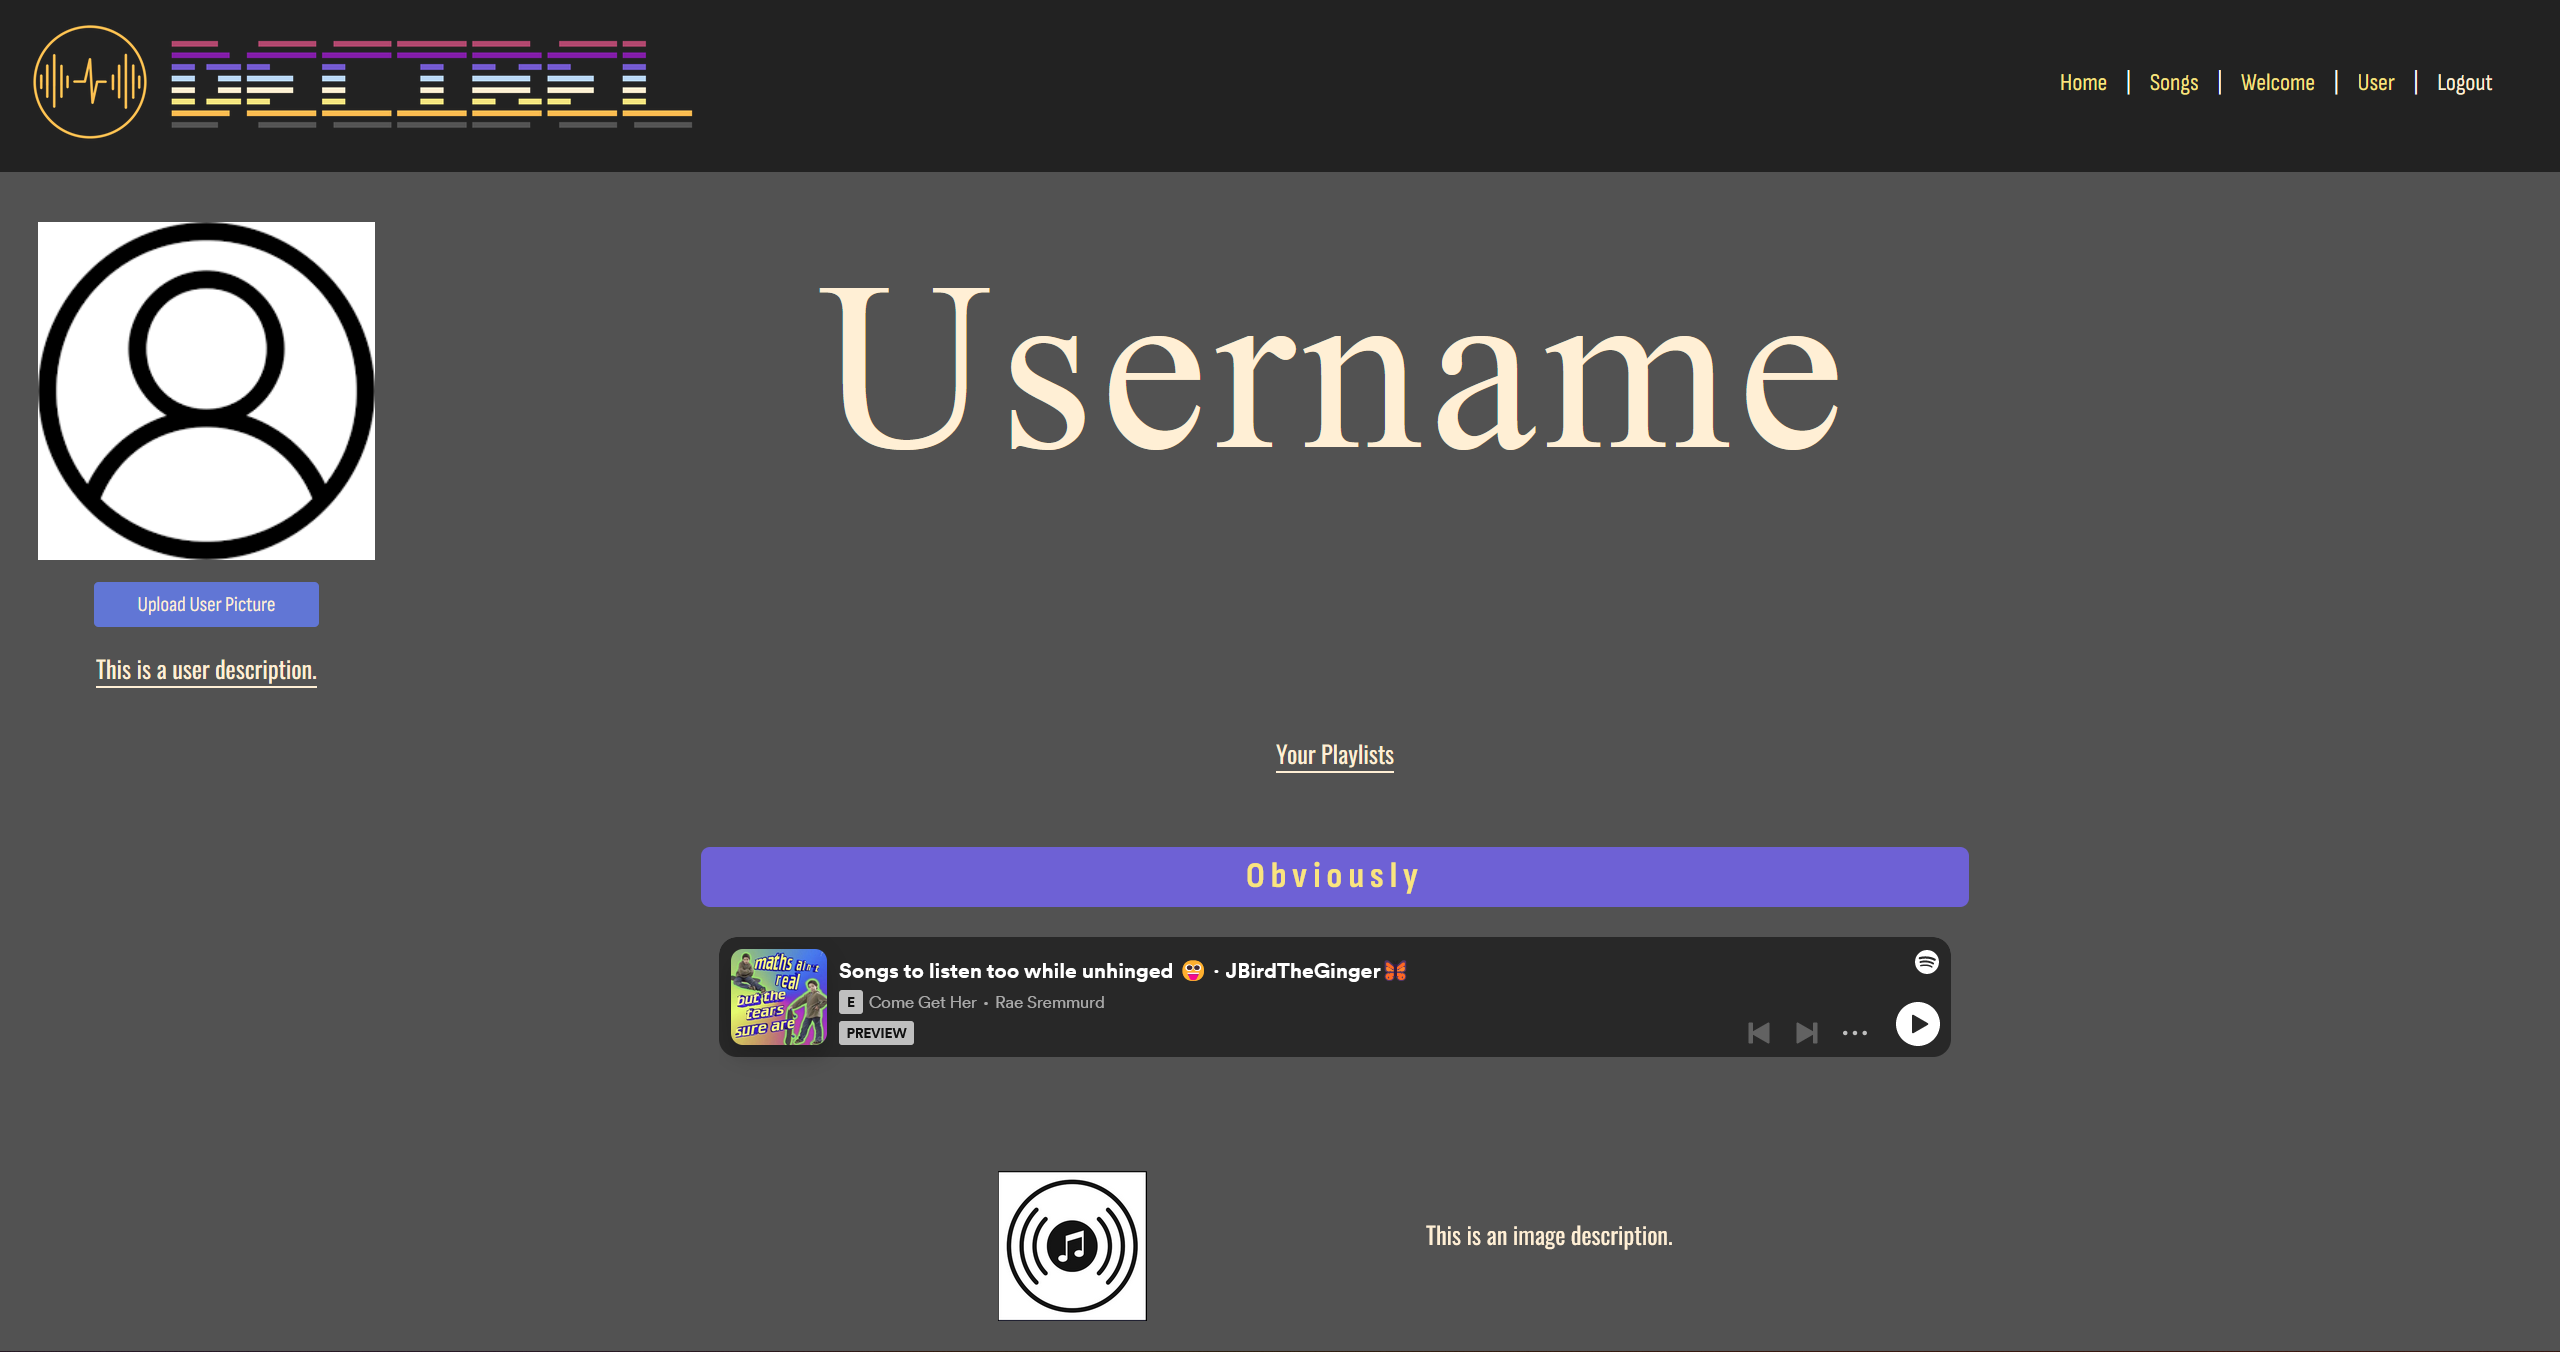 DECIBEL
Home | Songs | Welcome | User | Logout
Username
Upload User Picture
This is a user description.
Your Playlists
Obviously
maths ain't
real
but the
tears
sure are
Songs to listen too while unhinged 🤪 · JBirdTheGinger🦋
E Come Get Her • Rae Sremmurd
PREVIEW
This is an image description.